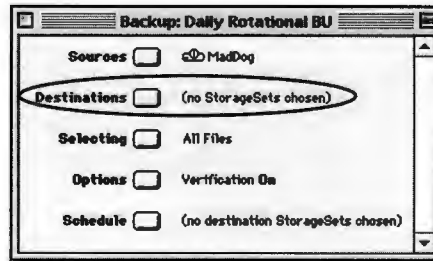 Backup: Daily Rotational BU
Sources MadDog
Destinations (no StorageSets chosen)
Selecting All Files
Options Verification On
Schedule (no destination StorageSets chosen)